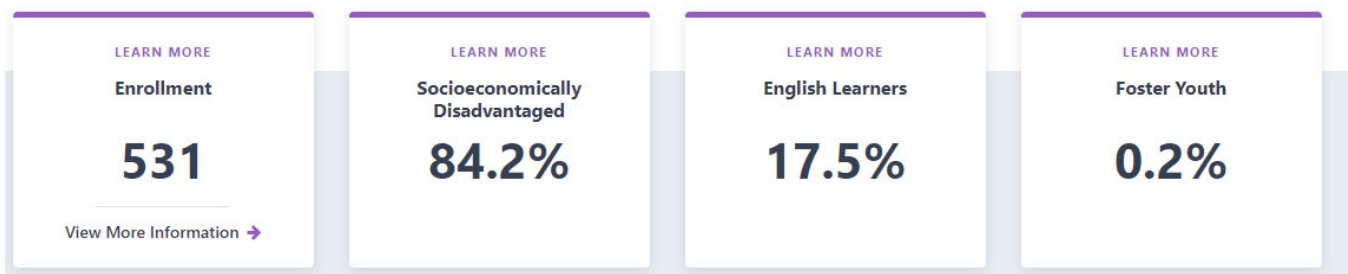 LEARN MORE
Enrollment
531
View More Information
LEARN MORE
Socioeconomically
Disadvantaged
84.2%
LEARN MORE
English Learners
17.5%
LEARN MORE
Foster Youth
0.2%